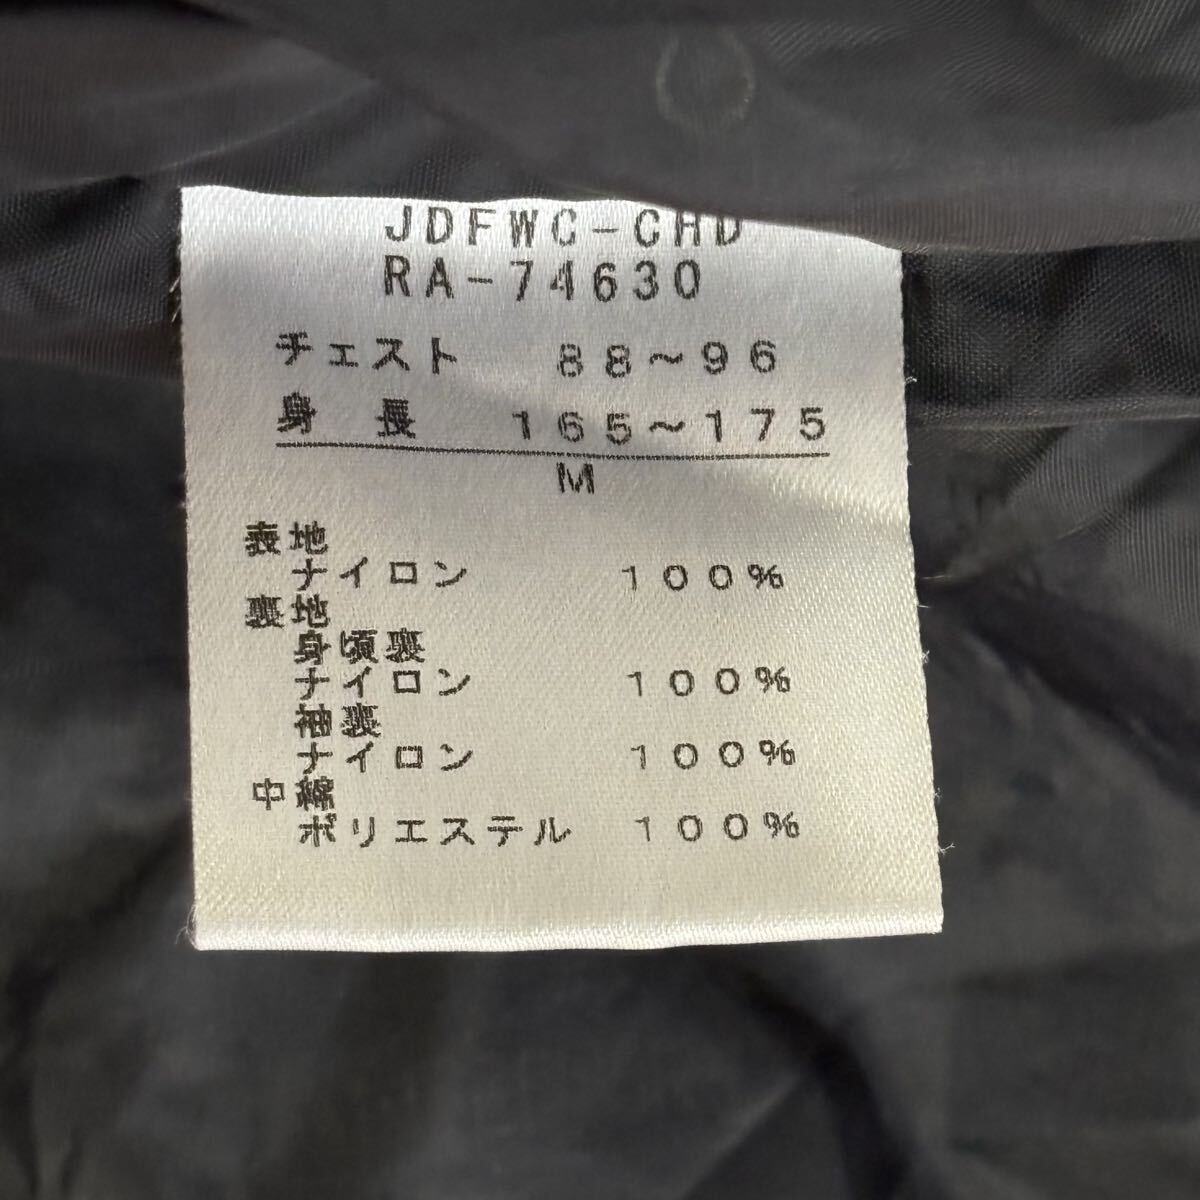 JDFWC-CHD
RA-74630
チェスト 88～96
身長 165～175
M
表地
ナイロン 100%
裏地
身頃裏
ナイロン 100%
袖裏
ナイロン 100%
中綿
ポリエステル 100%